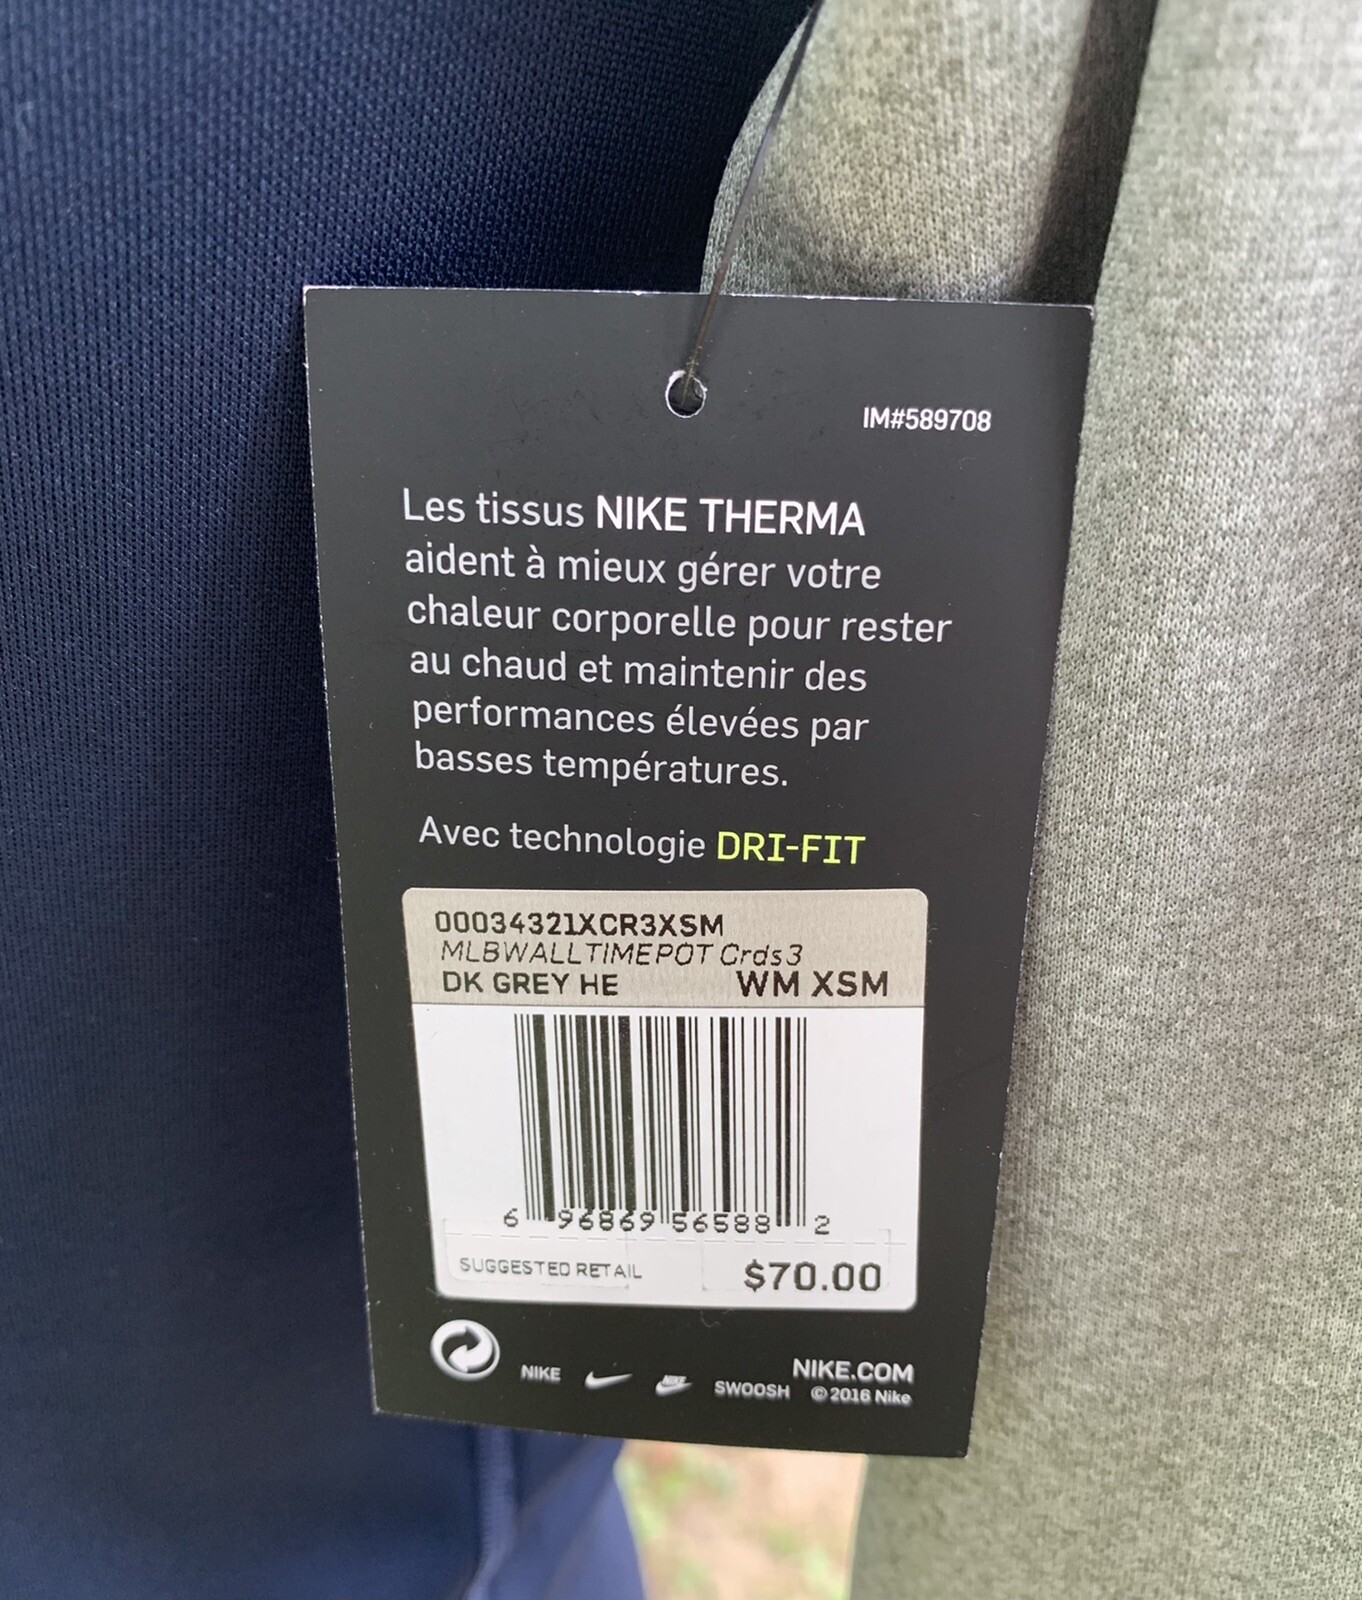 IM#589708
Les tissus NIKE THERMA
aident à mieux gérer votre
chaleur corporelle pour rester
au chaud et maintenir des
performances élevées par
basses températures.
Avec technologie DRI-FIT
00034321XCR3XSM
MLBWALLTIMEPOT Crds3
DK GREY HE WM XSM
6 96869 56588 2
SUGGESTED RETAIL $70.00
NIKE.COM
NIKE NIKE SWOOSH © 2016 Nike